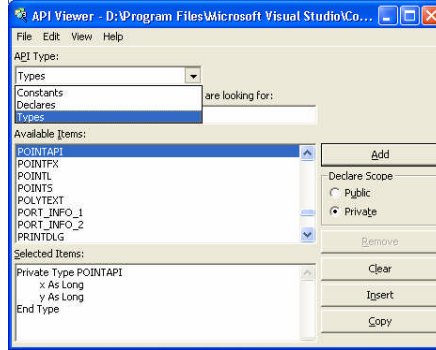 API Viewer - D:\Program Files\Microsoft Visual Studio\Co...
File Edit View Help
API Type:
Types
Constants
Declares
Types
are looking for:
Available Items:
POINTAPI
POINTFX
POINTL
POINTS
POLYTEXT
PORT_INFO_1
PORT_INFO_2
PRINTDLG
Add
Declare Scope
Public
Private
Remove
Selected Items:
Private Type POINTAPI
x As Long
y As Long
End Type
Clear
Insert
Copy